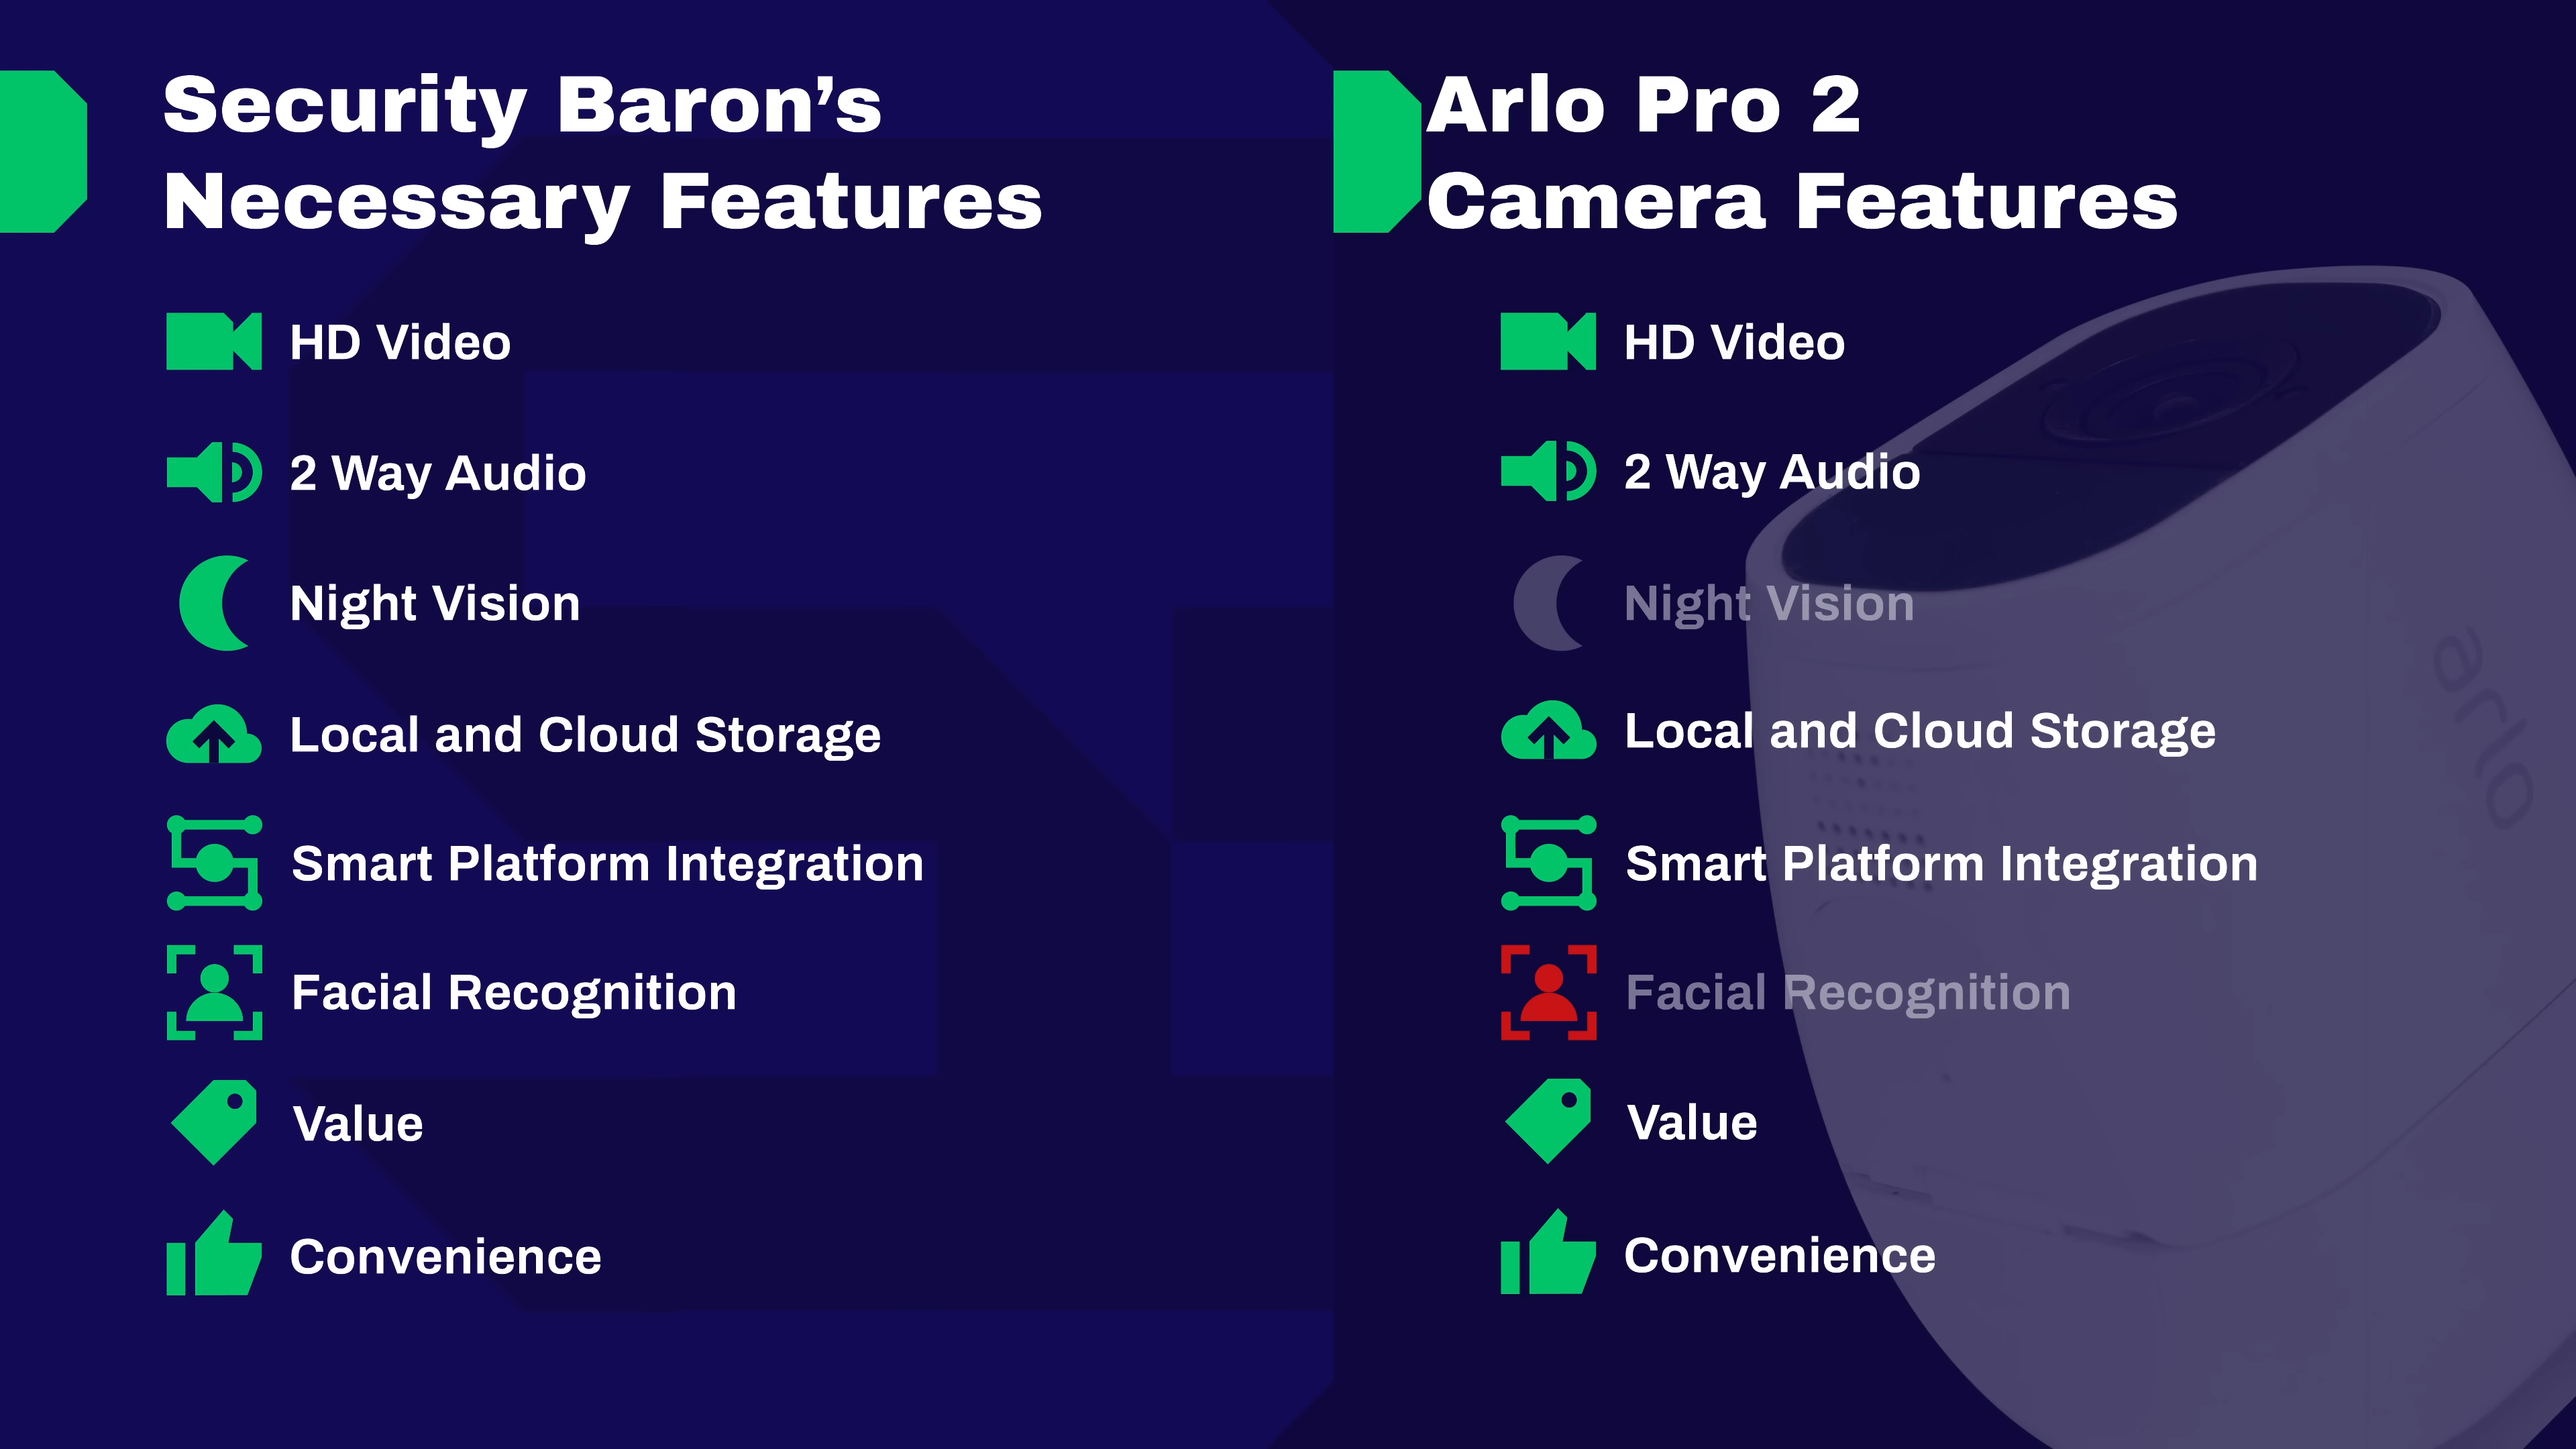 Security Baron’s
Necessary Features
HD Video
2 Way Audio
Night Vision
Local and Cloud Storage
Smart Platform Integration
Facial Recognition
Value
Convenience
Arlo Pro 2
Camera Features
HD Video
2 Way Audio
Night Vision
Local and Cloud Storage
Smart Platform Integration
Facial Recognition
Value
Convenience
arlo